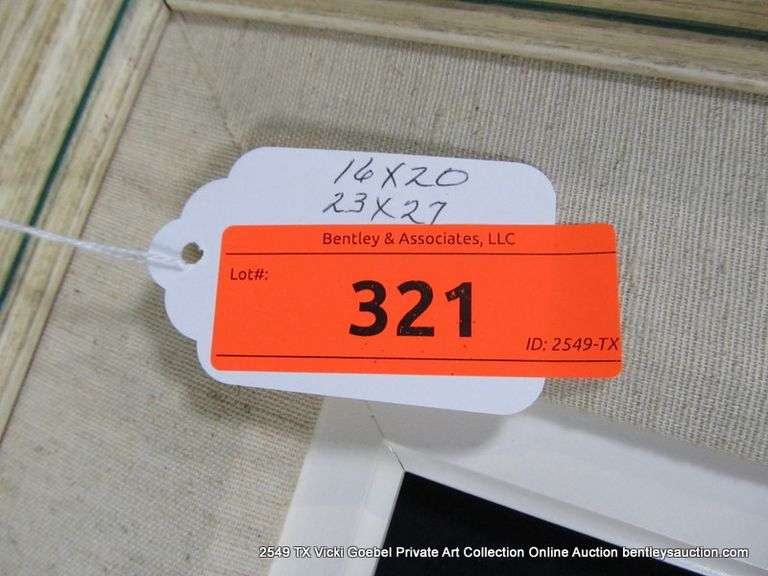 16X20
23X27
Bentley & Associates, LLC
Lot#:
321
ID: 2549-TX
2549 TX Vicki Goebel Private Art Collection Online Auction bentleysauction.com